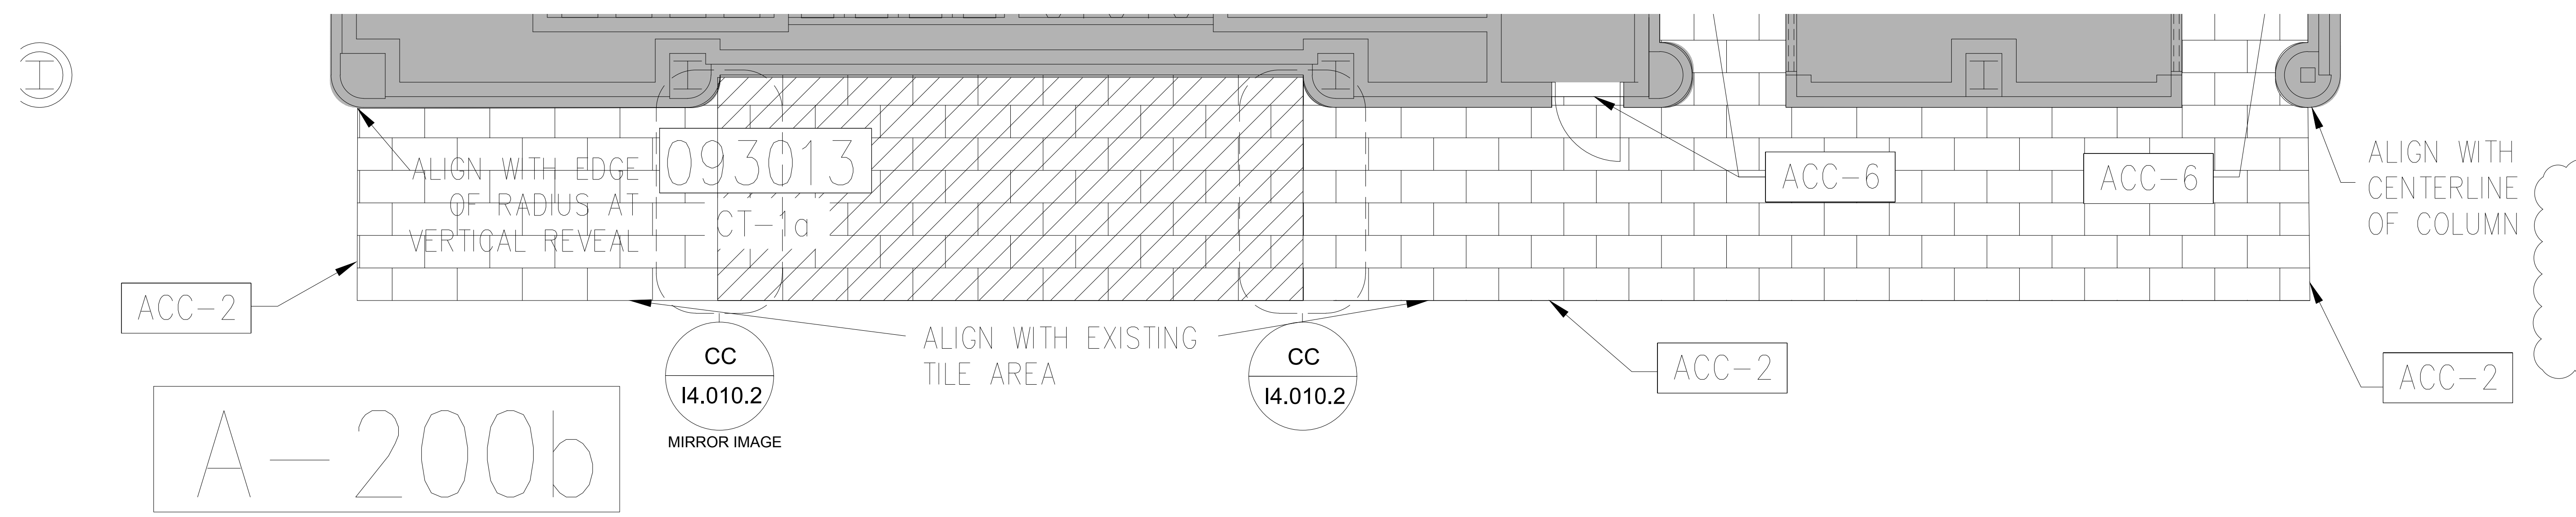 ALIGN WITH EDGE
OF RADIUS AT
VERTICAL REVEAL
093013
CT-1a
ACC-6
ACC-6
ALIGN WITH
CENTERLINE
OF COLUMN
ACC-2
CC
I4.010.2
MIRROR IMAGE
ALIGN WITH EXISTING
TILE AREA
CC
I4.010.2
ACC-2
ACC-2
A-200b